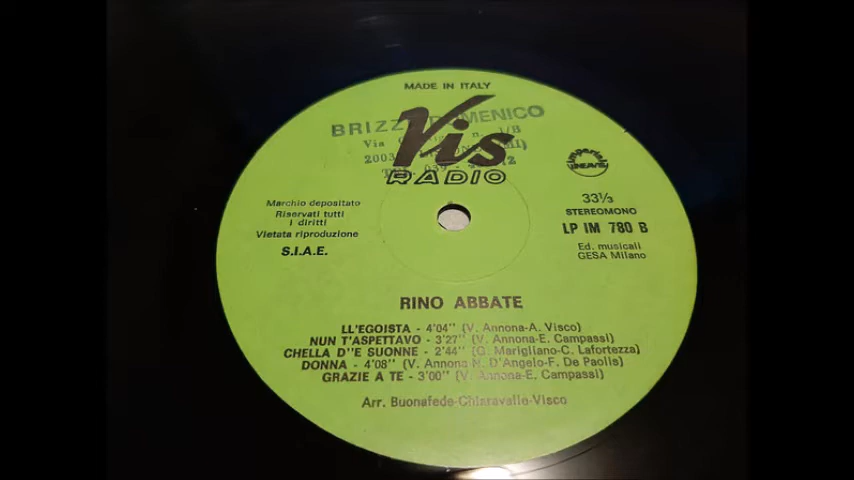 MADE IN ITALY
BRIZZ DOMENICO
Via n. 1/B
Vis
RADIO
imperial
33⅓
STEREOMONO
LP IM 780 B
Ed. musicali
GESA Milano
Marchio depositato
Riservati tutti
i diritti
Vietata riproduzione
S.I.A.E.
RINO ABBATE
LL'EGOISTA - 4'04" (V. Annona-A. Visco)
NUN T'ASPETTAVO - 3'27" (V. Annona-E. Campassi)
CHELLA D''E SUONNE - 2'44" (G. Marigliano-C. Lafortezza)
DONNA - 4'08" (V. Annona-N. D'Angelo-F. De Paolis)
GRAZIE A TE - 3'00" (V. Annona-E. Campassi)
Arr. Buonafede-Chiaravalle-Visco